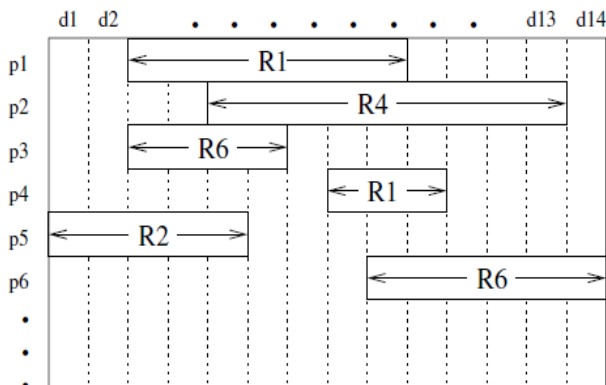 d1 d2 • • • • • • • • d13 d14
p1 R1
p2 R4
p3 R6
p4 R1
p5 R2
p6 R6
•
•
•